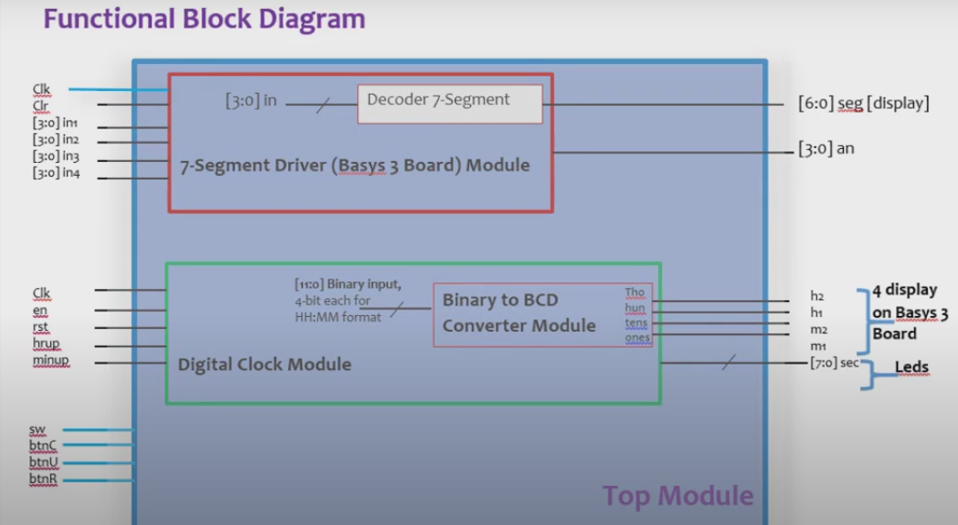 Functional Block Diagram
Clk
Clr
[3:0] in1
[3:0] in2
[3:0] in3
[3:0] in4
[3:0] in
Decoder 7-Segment
7-Segment Driver (Basys 3 Board) Module
[6:0] seg [display]
[3:0] an
Clk
en
rst
hrup
minup
[11:0] Binary input,
4-bit each for
HH:MM format
Binary to BCD
Converter Module
Tho
hun
tens
ones
Digital Clock Module
h2
h1
m2
m1
[7:0] sec
4 display
on Basys 3
Board
Leds
sw
btnC
btnU
btnR
Top Module